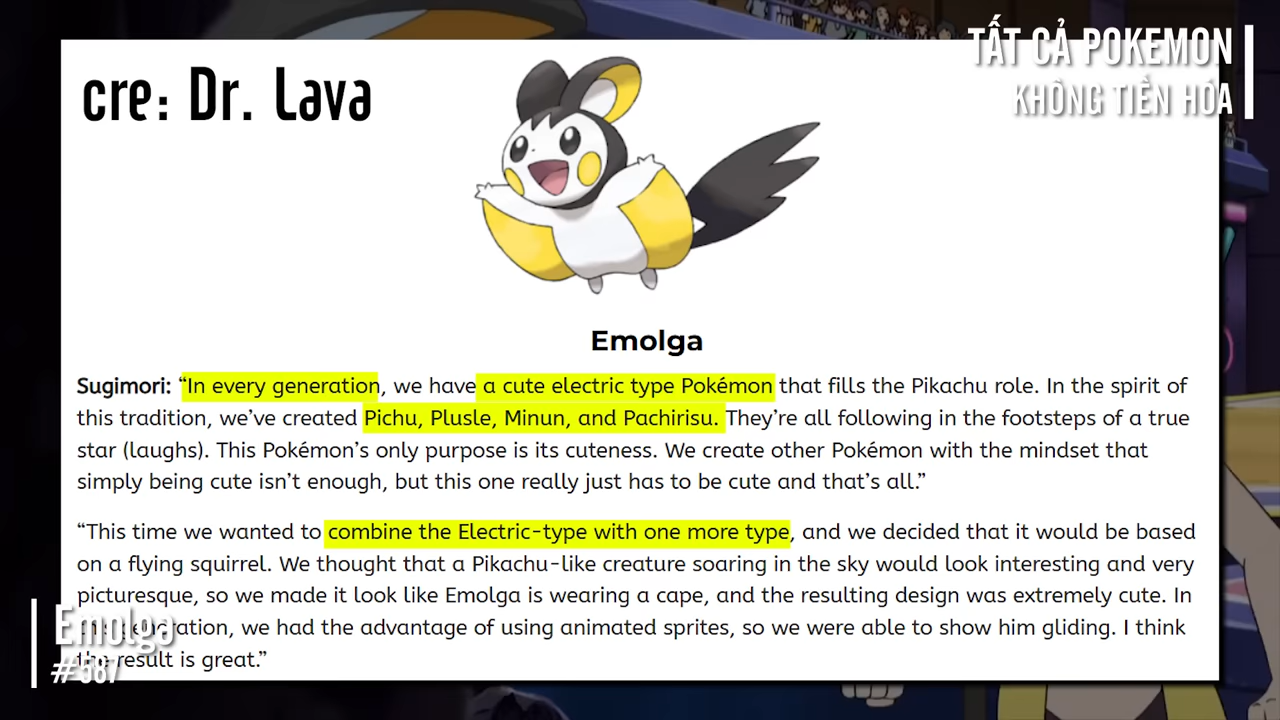 cre: Dr. Lava
TẤT CẢ POKEMON
KHÔNG TIẾN HÓA
Emolga
Sugimori: “In every generation, we have a cute electric type Pokémon that fills the Pikachu role. In the spirit of
this tradition, we’ve created Pichu, Plusle, Minun, and Pachirisu. They’re all following in the footsteps of a true
star (laughs). This Pokémon’s only purpose is its cuteness. We create other Pokémon with the mindset that
simply being cute isn’t enough, but this one really just has to be cute and that’s all.”
“This time we wanted to combine the Electric-type with one more type, and we decided that it would be based
on a flying squirrel. We thought that a Pikachu-like creature soaring in the sky would look interesting and very
picturesque, so we made it look like Emolga is wearing a cape, and the resulting design was extremely cute. In
generation, we had the advantage of using animated sprites, so we were able to show him gliding. I think
the result is great.”
Emolga
#587